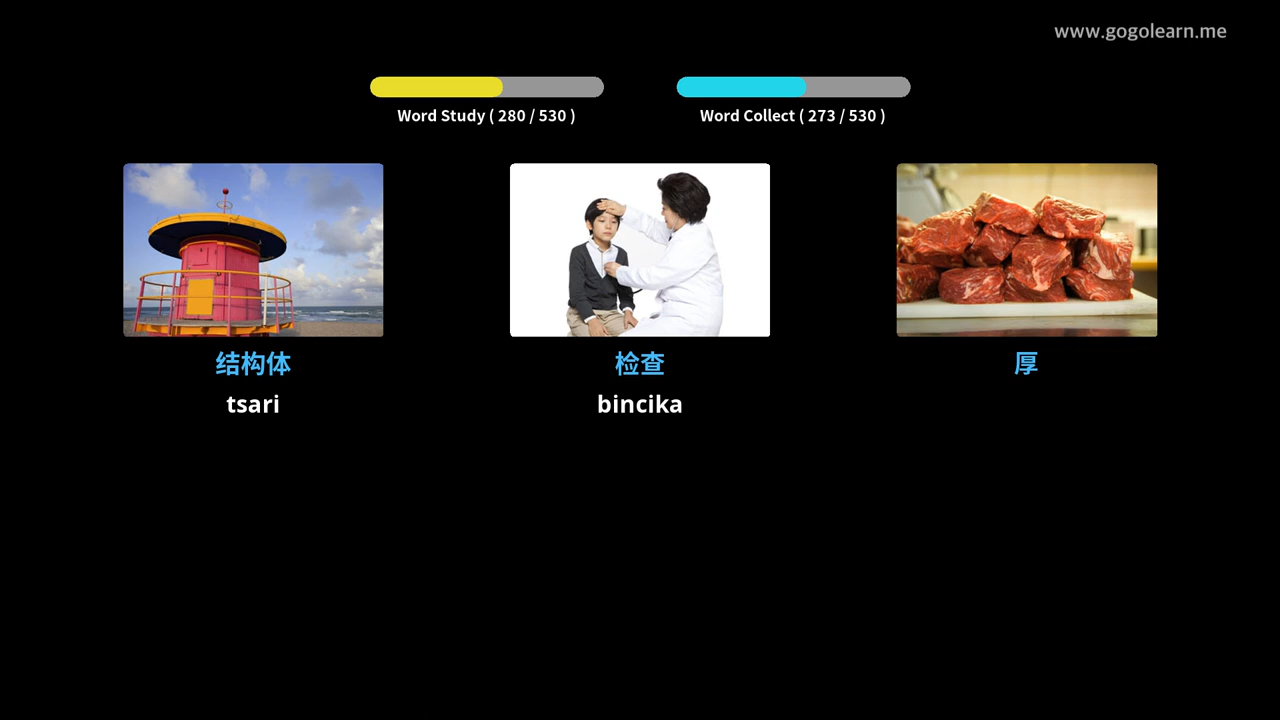 www.gogolearn.me
Word Study ( 280 / 530 )
Word Collect ( 273 / 530 )
结构体
tsari
检查
bincika
厚